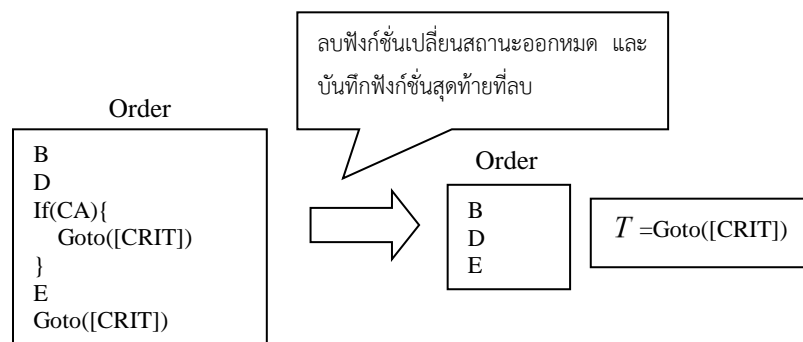 ลบฟังก์ชั่นเปลี่ยนสถานะออกหมด และ
บันทึกฟังก์ชั่นสุดท้ายที่ลบ
Order
B
D
If(CA){
Goto([CRIT])
}
E
Goto([CRIT])
Order
B
D
E
T =Goto([CRIT])